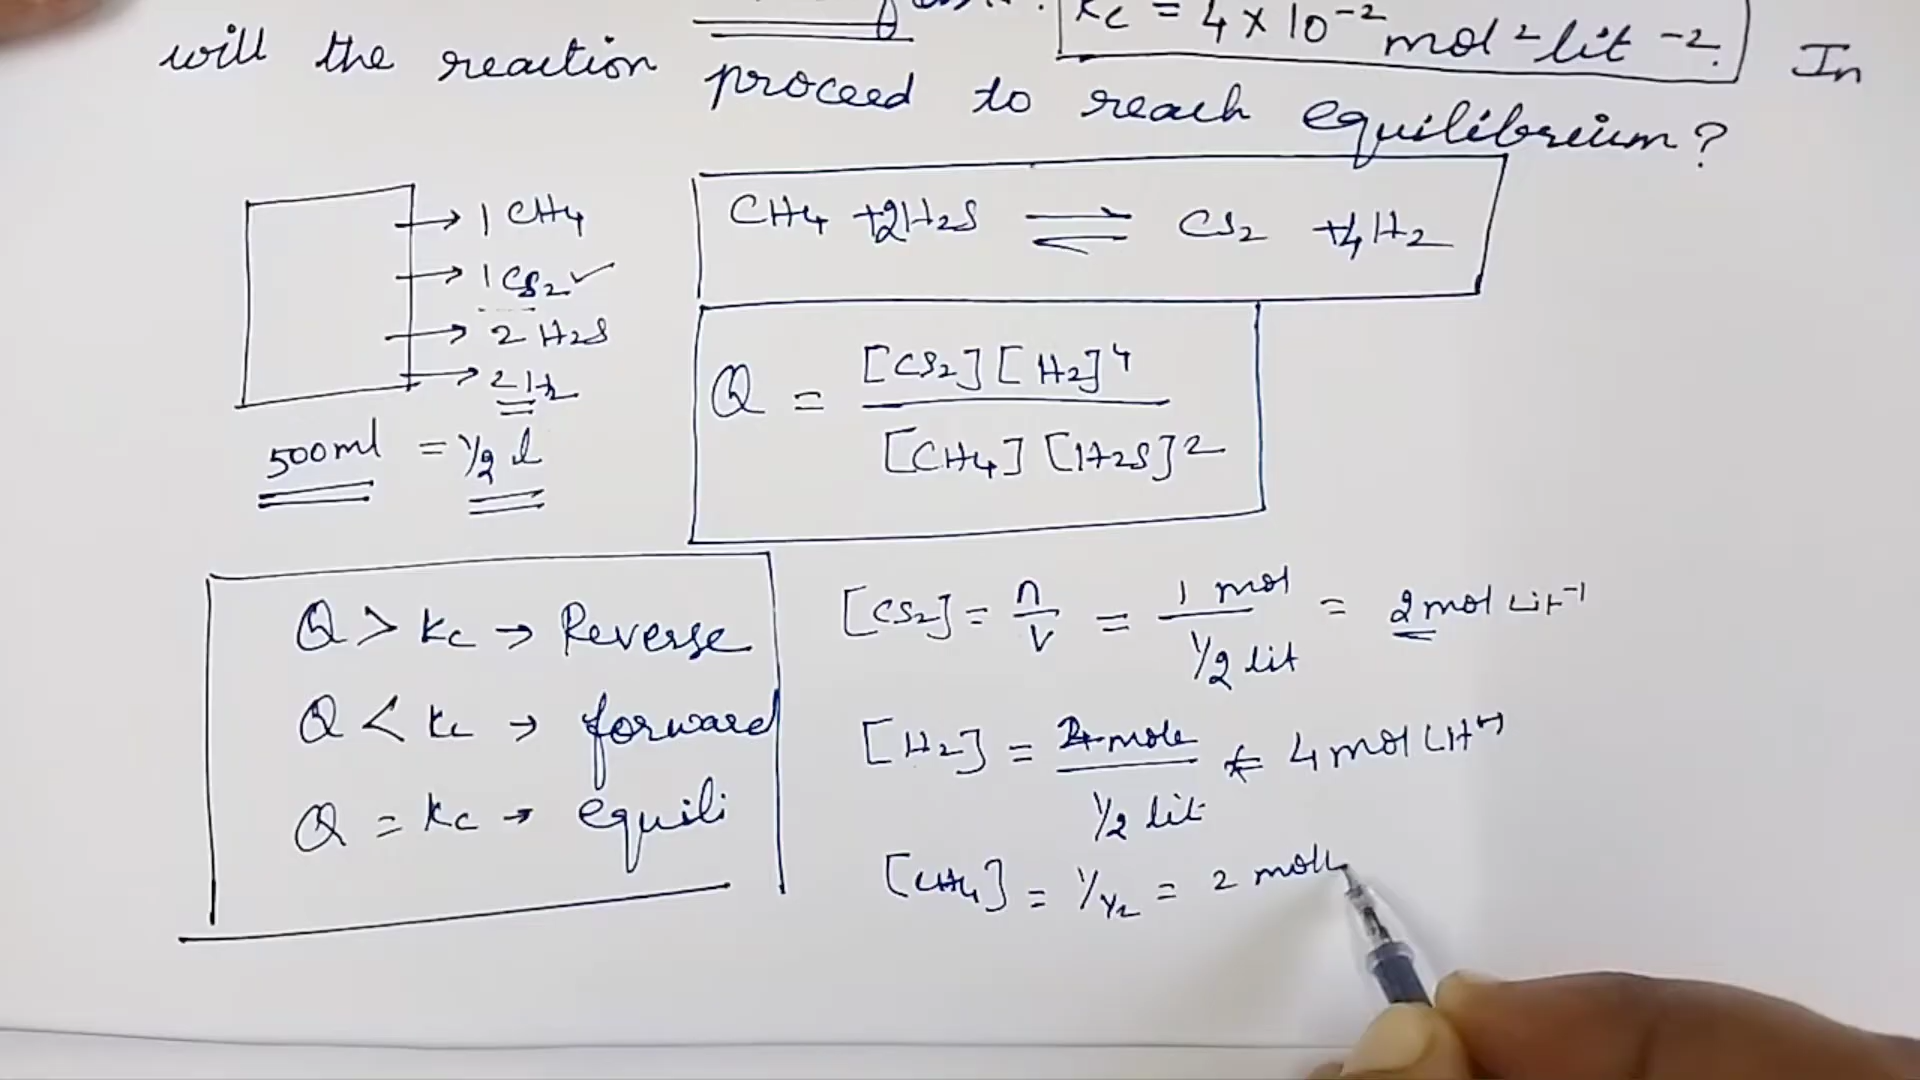 Kc = 4 × 10⁻² mol² lit⁻². In
will the reaction proceed to reach equilibrium?
1 CH4
1 CS2 ✓
2 H2S
2 H2
500ml = 1/2 l
CH4 + 2H2S ⇌ CS2 + 4H2
Q = [CS2][H2]⁴ / [CH4][H2S]²
Q > Kc → Reverse
Q < Kc → forward
Q = Kc → equili
[CS2] = n/V = 1 mol / 1/2 lit = 2 mol Lit⁻¹
[H2] = 2 mole / 1/2 lit = 4 mol Lit⁻¹
[CH4] = 1/1/2 = 2 mol